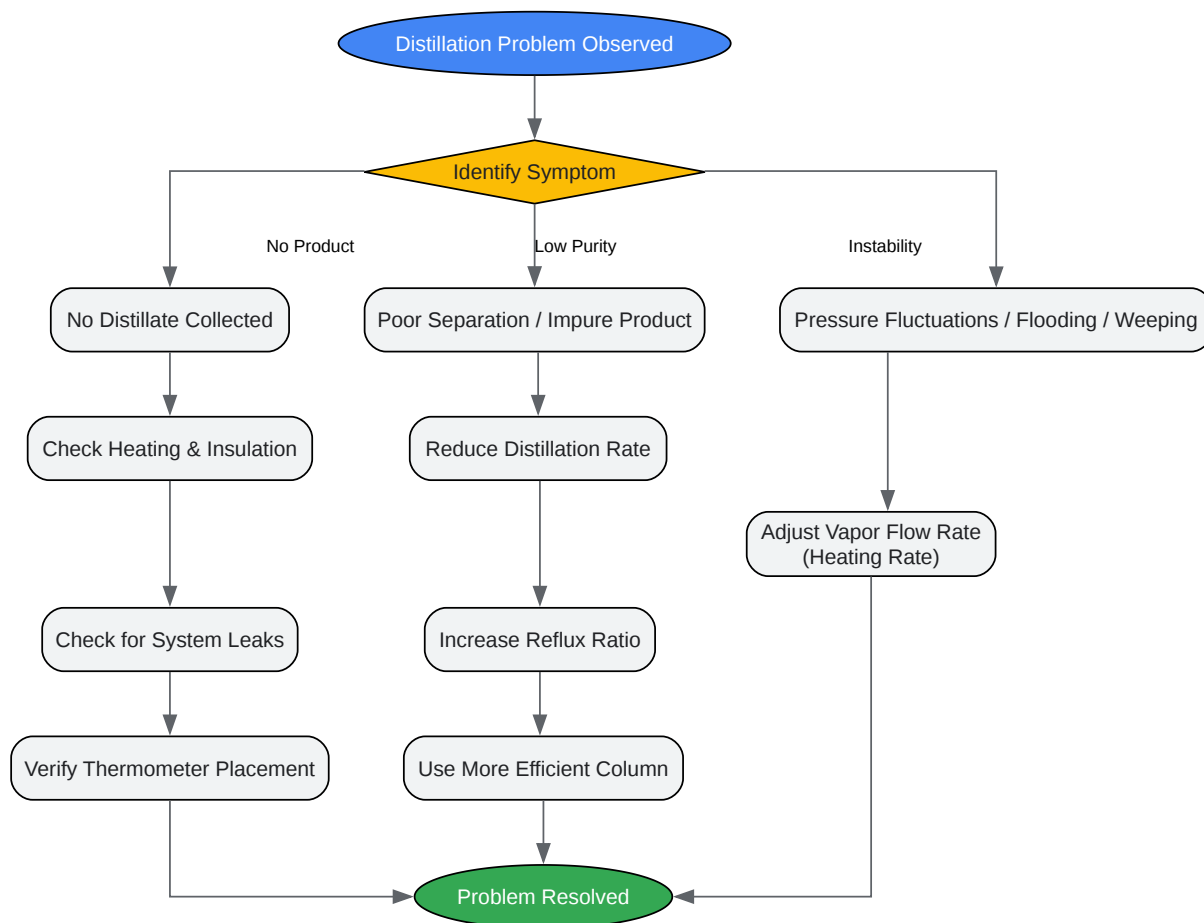 Distillation Problem Observed
Identify Symptom
No Product
Low Purity
Instability
No Distillate Collected
Poor Separation / Impure Product
Pressure Fluctuations / Flooding / Weeping
Check Heating & Insulation
Reduce Distillation Rate
Adjust Vapor Flow Rate
(Heating Rate)
Check for System Leaks
Increase Reflux Ratio
Verify Thermometer Placement
Use More Efficient Column
Problem Resolved